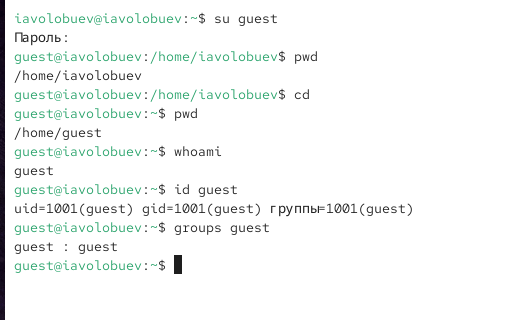 iavolobuev@iavolobuev:~$ su guest
Пароль:
guest@iavolobuev:/home/iavolobuev$ pwd
/home/iavolobuev
guest@iavolobuev:/home/iavolobuev$ cd
guest@iavolobuev:~$ pwd
/home/guest
guest@iavolobuev:~$ whoami
guest
guest@iavolobuev:~$ id guest
uid=1001(guest) gid=1001(guest) группы=1001(guest)
guest@iavolobuev:~$ groups guest
guest : guest
guest@iavolobuev:~$